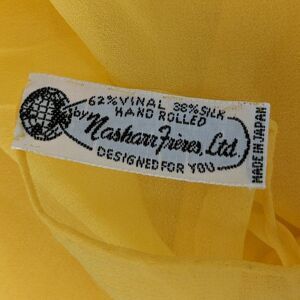 62% VINAL 38% SILK
HAND ROLLED
by
Nasharr Frères, Ltd.
DESIGNED FOR YOU
MADE IN JAPAN